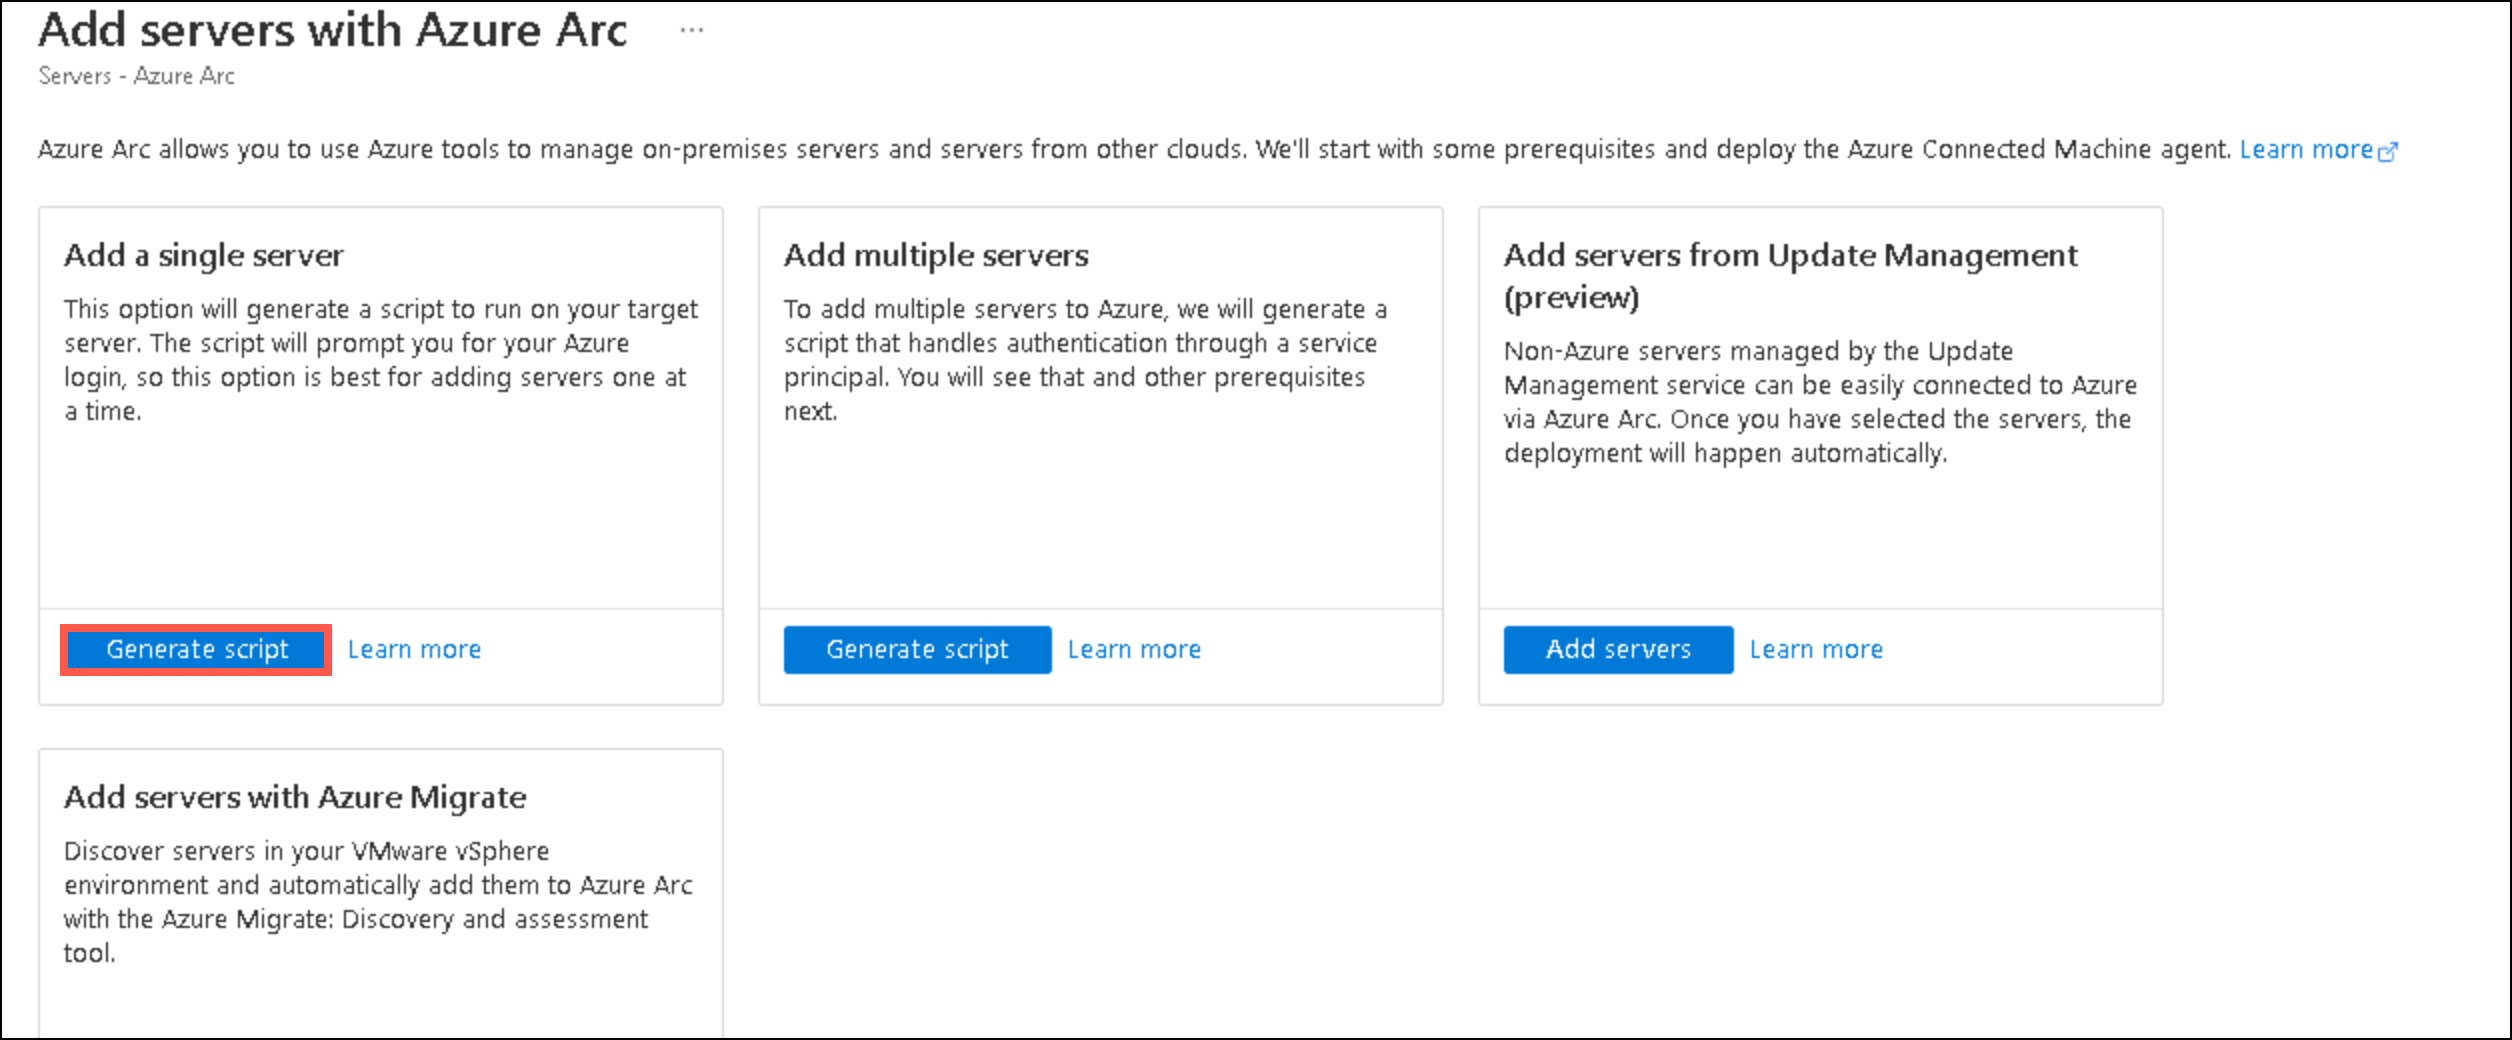 Add servers with Azure Arc ...
Servers - Azure Arc
Azure Arc allows you to use Azure tools to manage on-premises servers and servers from other clouds. We'll start with some prerequisites and deploy the Azure Connected Machine agent. Learn more
Add a single server
This option will generate a script to run on your target
server. The script will prompt you for your Azure
login, so this option is best for adding servers one at
a time.
Generate script Learn more
Add multiple servers
To add multiple servers to Azure, we will generate a
script that handles authentication through a service
principal. You will see that and other prerequisites
next.
Generate script Learn more
Add servers from Update Management
(preview)
Non-Azure servers managed by the Update
Management service can be easily connected to Azure
via Azure Arc. Once you have selected the servers, the
deployment will happen automatically.
Add servers Learn more
Add servers with Azure Migrate
Discover servers in your VMware vSphere
environment and automatically add them to Azure Arc
with the Azure Migrate: Discovery and assessment
tool.